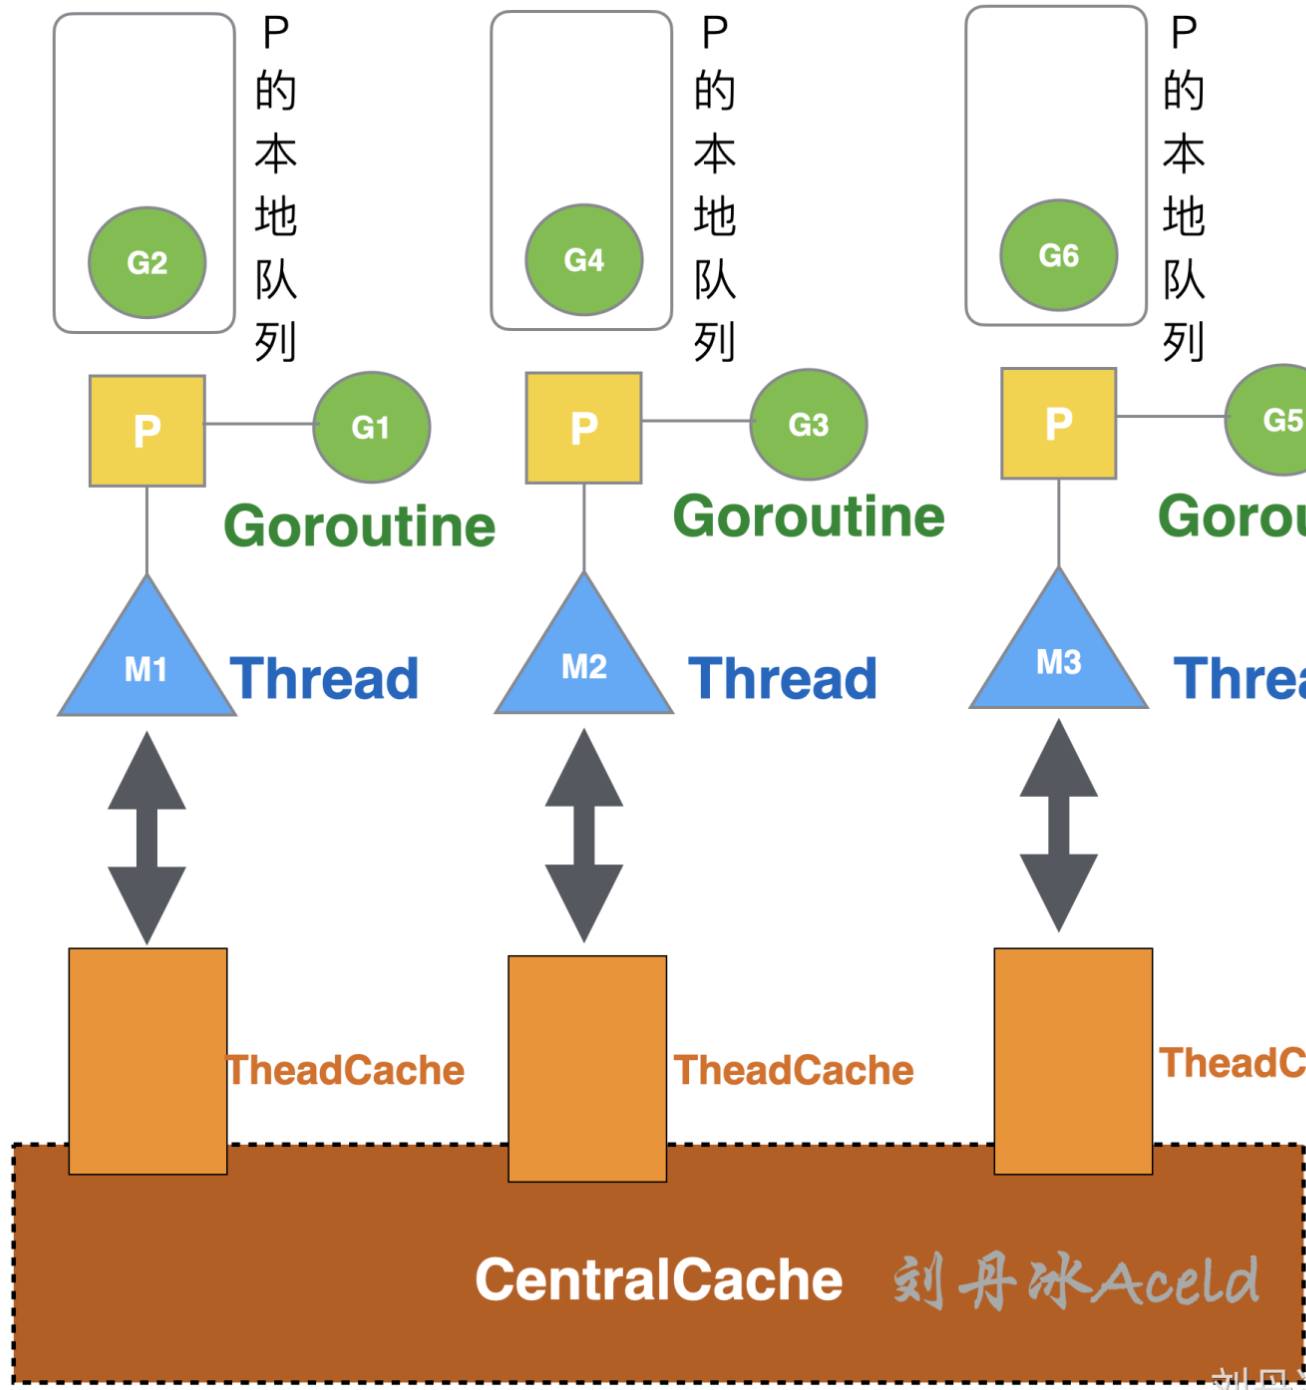 P的本地队列
P的本地队列
P的本地队列
G2
G4
G6
P
G1
P
G3
P
G5
Goroutine
Goroutine
Gorou
M1
Thread
M2
Thread
M3
Threa
TheadCache
TheadCache
TheadC
CentralCache
刘丹冰Aceld